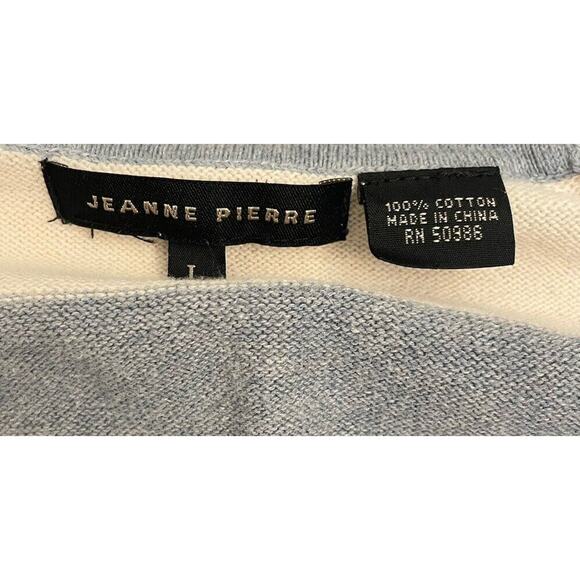 JEANNE PIERRE
L
100% COTTON
MADE IN CHINA
RN 50986